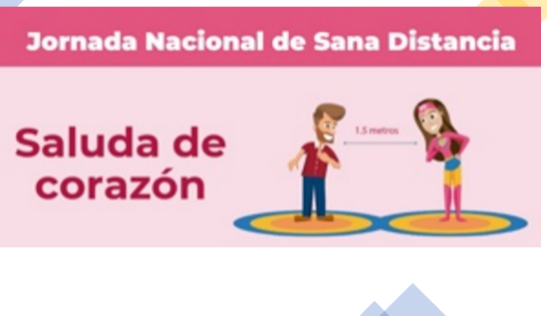 Jornada Nacional de Sana Distancia
Saluda de
corazón
1.5 metros